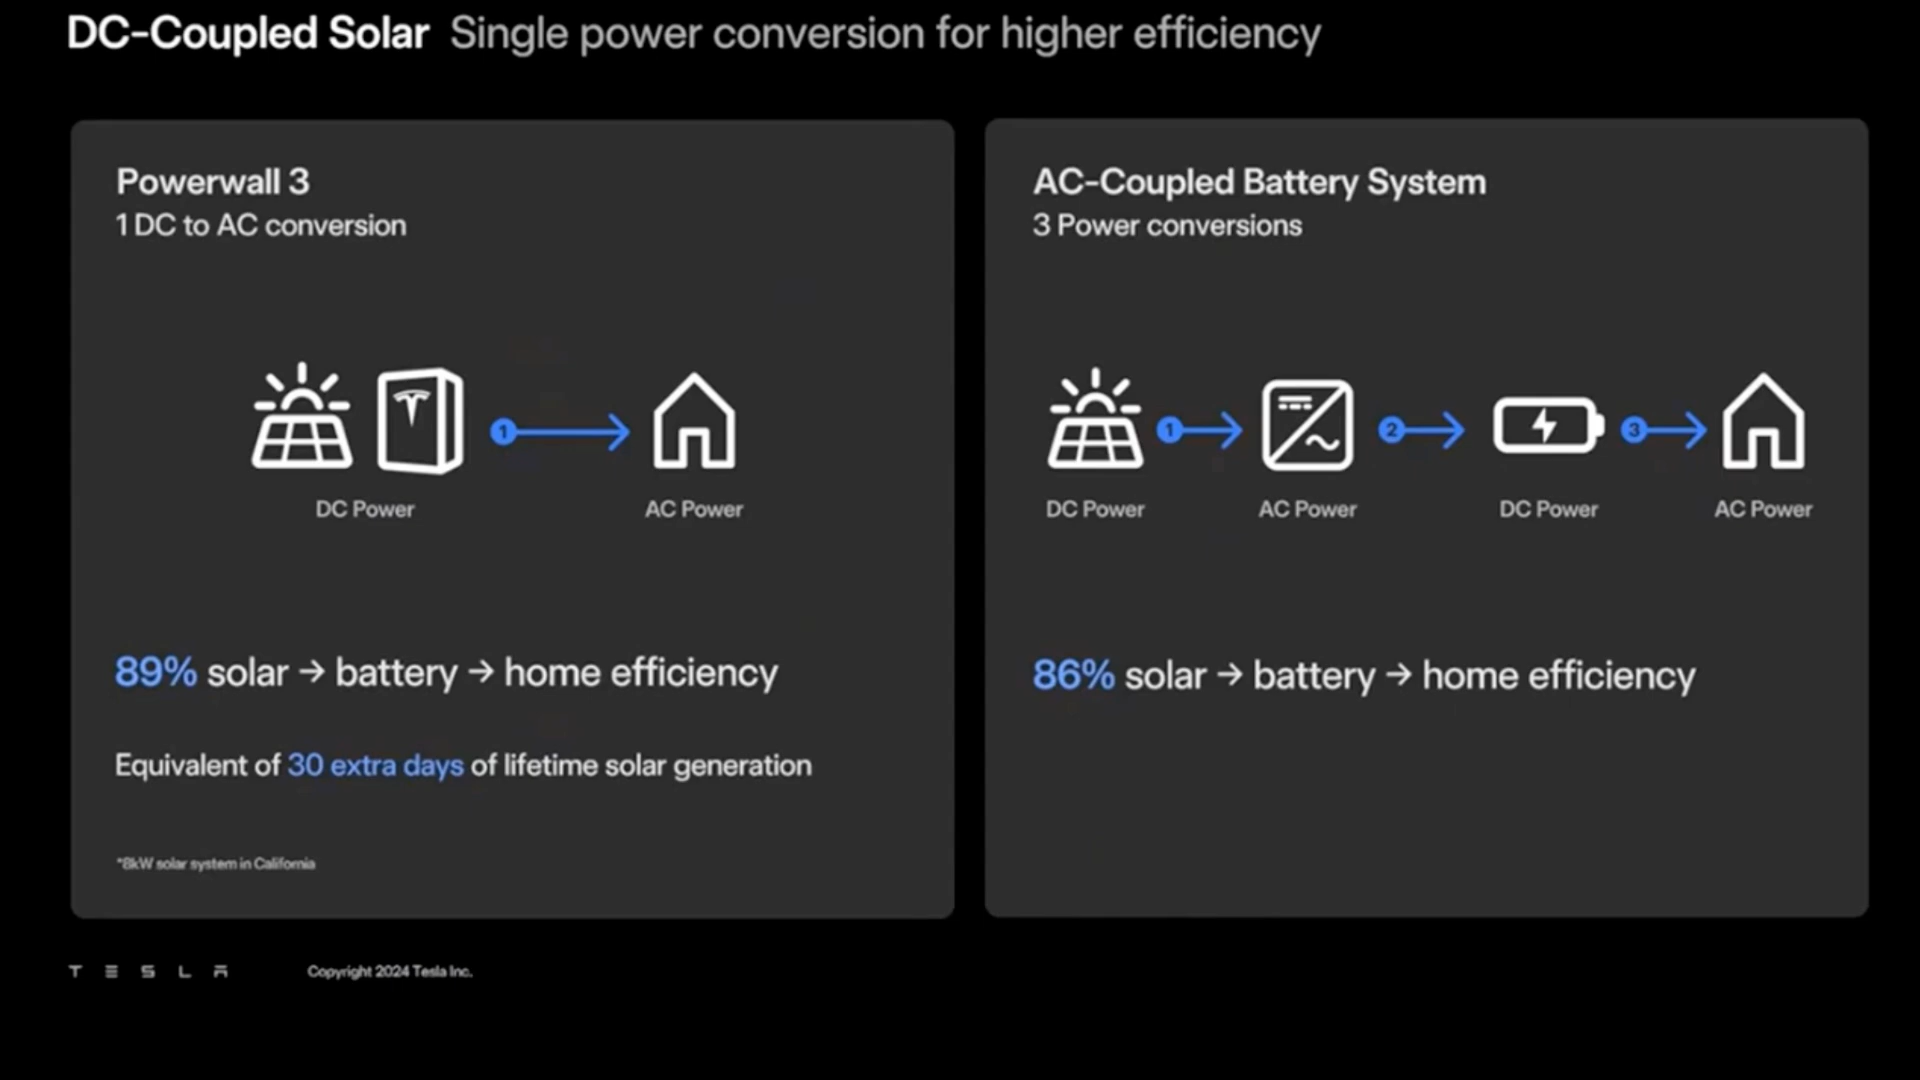 DC-Coupled Solar Single power conversion for higher efficiency
Powerwall 3
1 DC to AC conversion
1
DC Power
AC Power
89% solar → battery → home efficiency
Equivalent of 30 extra days of lifetime solar generation
*8kW solar system in California
AC-Coupled Battery System
3 Power conversions
1
2
3
DC Power
AC Power
DC Power
AC Power
86% solar → battery → home efficiency
TESLA
Copyright 2024 Tesla Inc.